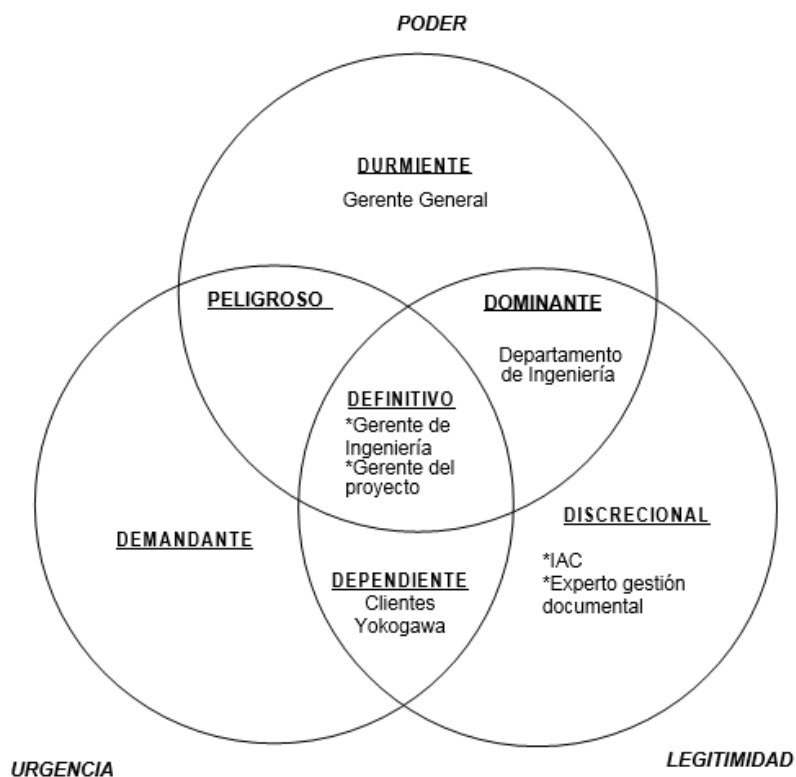 PODER
DURMIENTE
Gerente General
PELIGROSO
DOMINANTE
Departamento
de Ingeniería
DEFINITIVO
*Gerente de
Ingeniería
*Gerente del
proyecto
DEMANDANTE
DISCRECIONAL
*IAC
*Experto gestión
documental
DEPENDIENTE
Clientes
Yokogawa
URGENCIA
LEGITIMIDAD